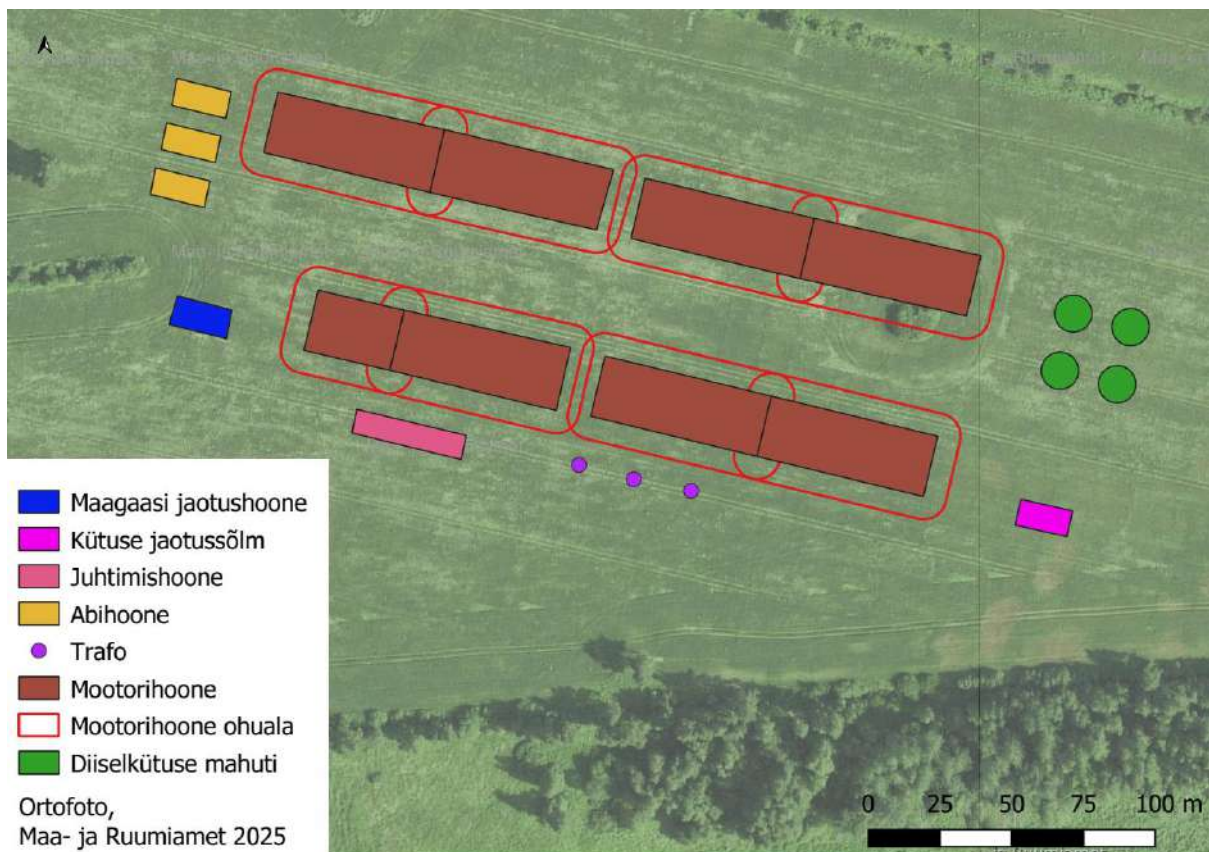 Maagaasi jaotushoone
Kütuse jaotussõlm
Juhtimishoone
Abihoone
Trafo
Mootorihoone
Mootorihoone ohuala
Diiselkütuse mahuti
Ortofoto,
Maa- ja Ruumiamet 2025
0 25 50 75 100 m